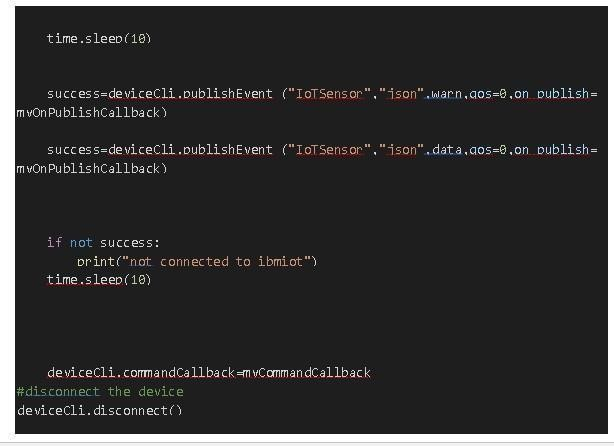 time.sleep(10)
success=deviceCli.publishEvent ("IoTSensor","json",warn,qos=0,on_publish=
myOnPublishCallback)
success=deviceCli.publishEvent ("IoTSensor","json",data,qos=0,on_publish=
myOnPublishCallback)
if not success:
print("not connected to ibmiot")
time.sleep(10)
deviceCli.commandCallback=myCommandCallback
#disconnect the device
deviceCli.disconnect()